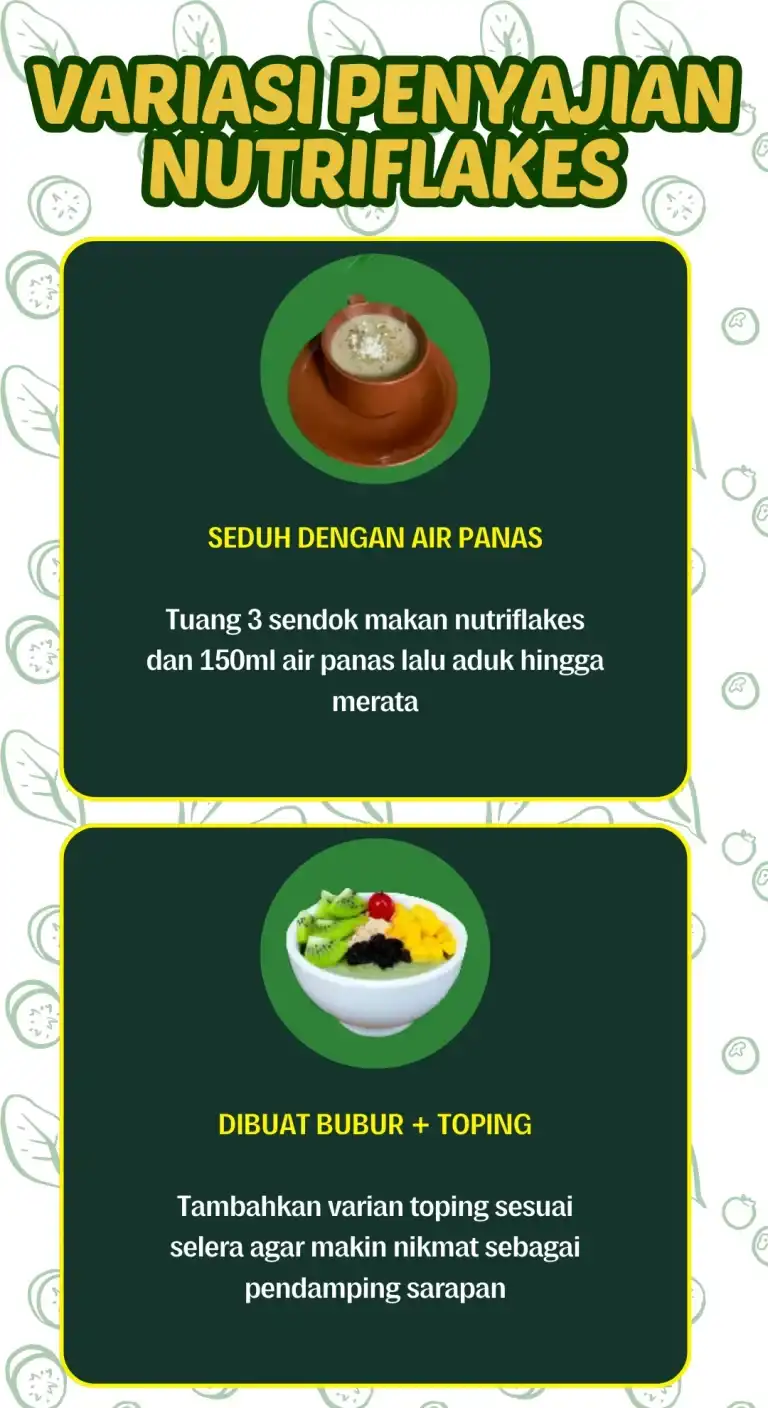 VARIASI PENYAJIAN
NUTRIFLAKES
SEDUH DENGAN AIR PANAS
Tuang 3 sendok makan nutriflakes
dan 150ml air panas lalu aduk hingga
merata
DIBUAT BUBUR + TOPING
Tambahkan varian toping sesuai
selera agar makin nikmat sebagai
pendamping sarapan